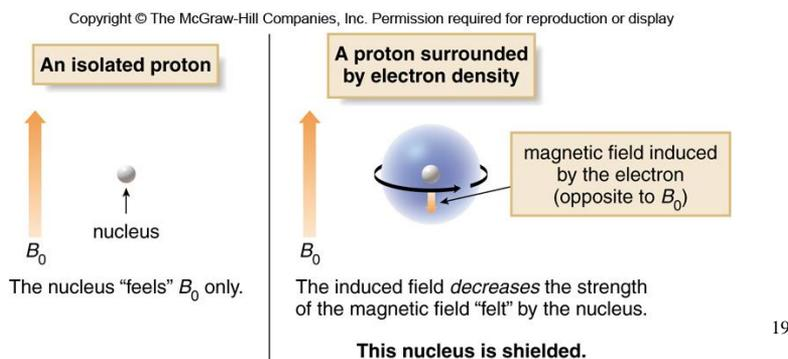 Copyright © The McGraw-Hill Companies, Inc. Permission required for reproduction or display
An isolated proton
B₀
nucleus
The nucleus “feels” B₀ only.
A proton surrounded
by electron density
B₀
magnetic field induced
by the electron
(opposite to B₀)
The induced field decreases the strength
of the magnetic field “felt” by the nucleus.
This nucleus is shielded.
19